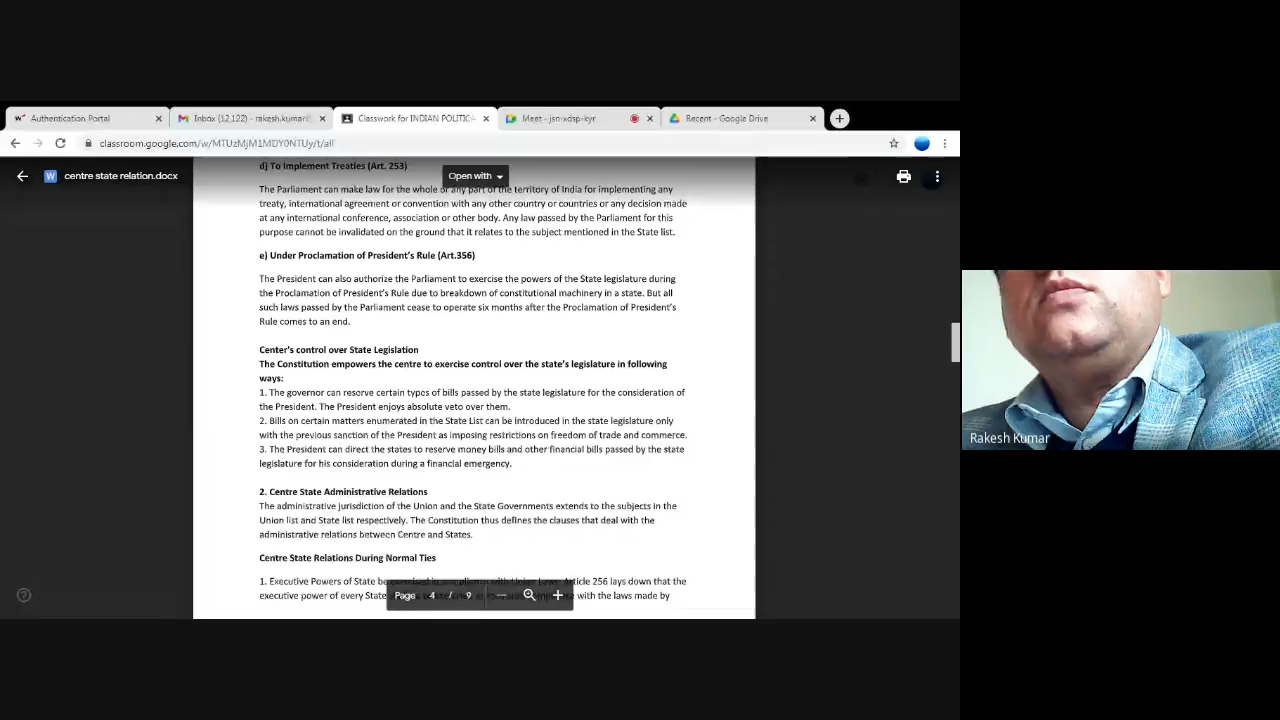 Authentication Portal
Inbox (12,122) - rakesh.kumar
Classwork for INDIAN POLITIC
Meet - jsn-xdsp-kyr
Recent - Google Drive
classroom.google.com/w/MTUzMjM1MDY0NTUy/t/all
centre state relation.docx
Open with
d) To Implement Treaties (Art. 253)
The Parliament can make law for the whole or any part of the territory of India for implementing any
treaty, international agreement or convention with any other country or countries or any decision made
at any international conference, association or other body. Any law passed by the Parliament for this
purpose cannot be invalidated on the ground that it relates to the subject mentioned in the State list.
e) Under Proclamation of President's Rule (Art.356)
The President can also authorize the Parliament to exercise the powers of the State legislature during
the Proclamation of President's Rule due to breakdown of constitutional machinery in a state. But all
such laws passed by the Parliament cease to operate six months after the Proclamation of President's
Rule comes to an end.
Center's control over State Legislation
The Constitution empowers the centre to exercise control over the state's legislature in following
ways:
1. The governor can reserve certain types of bills passed by the state legislature for the consideration of
the President. The President enjoys absolute veto over them.
2. Bills on certain matters enumerated in the State List can be introduced in the state legislature only
with the previous sanction of the President as imposing restrictions on freedom of trade and commerce.
3. The President can direct the states to reserve money bills and other financial bills passed by the state
legislature for his consideration during a financial emergency.
2. Centre State Administrative Relations
The administrative jurisdiction of the Union and the State Governments extends to the subjects in the
Union list and State list respectively. The Constitution thus defines the clauses that deal with the
administrative relations between Centre and States.
Centre State Relations During Normal Ties
1. Executive Powers of State be exercised in compliance with Union Laws: Article 256 lays down that the
executive power of every State with the laws made by
Page 4 / 9
Rakesh Kumar